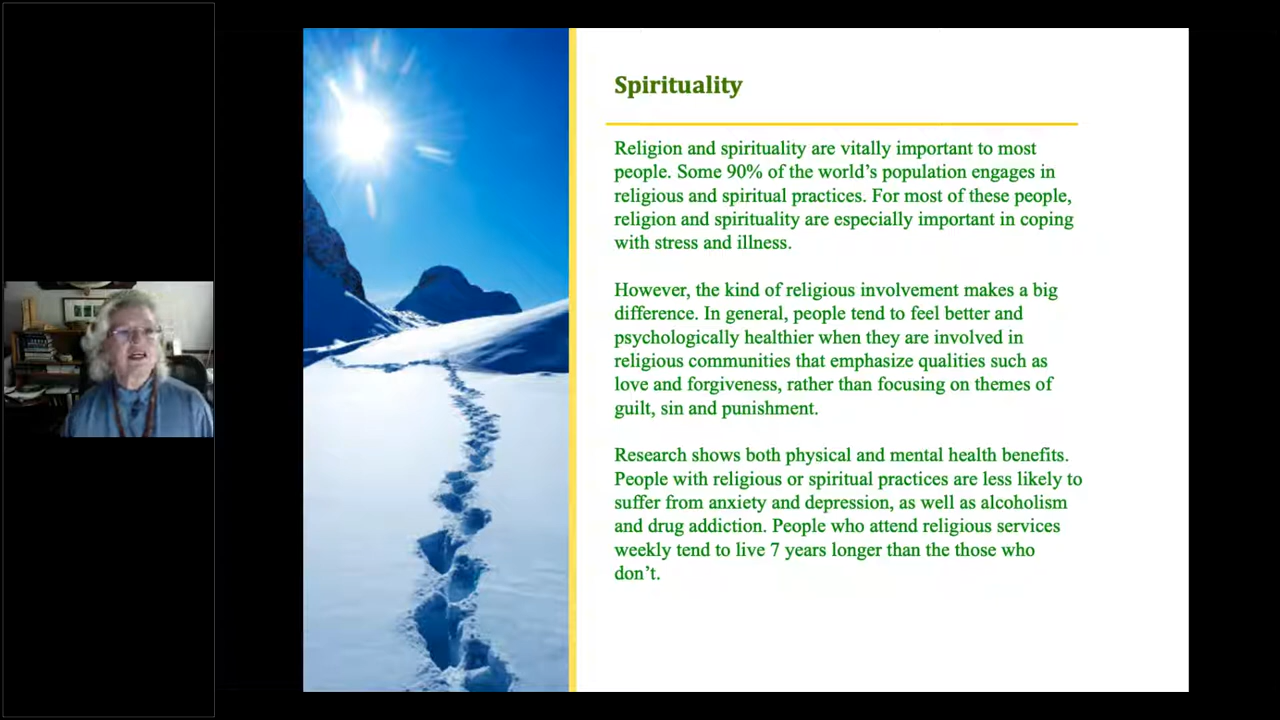 Spirituality
Religion and spirituality are vitally important to most
people. Some 90% of the world's population engages in
religious and spiritual practices. For most of these people,
religion and spirituality are especially important in coping
with stress and illness.
However, the kind of religious involvement makes a big
difference. In general, people tend to feel better and
psychologically healthier when they are involved in
religious communities that emphasize qualities such as
love and forgiveness, rather than focusing on themes of
guilt, sin and punishment.
Research shows both physical and mental health benefits.
People with religious or spiritual practices are less likely to
suffer from anxiety and depression, as well as alcoholism
and drug addiction. People who attend religious services
weekly tend to live 7 years longer than the those who
don't.